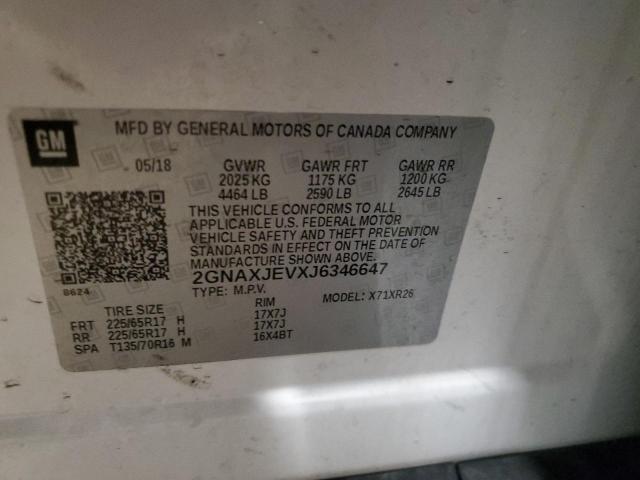 GM
MFD BY GENERAL MOTORS OF CANADA COMPANY
05/18 GVWR GAWR FRT GAWR RR
2025 KG 1175 KG 1200 KG
4464 LB 2590 LB 2645 LB
THIS VEHICLE CONFORMS TO ALL
APPLICABLE U.S. FEDERAL MOTOR
VEHICLE SAFETY AND THEFT PREVENTION
STANDARDS IN EFFECT ON THE DATE OF
MANUFACTURE SHOWN ABOVE.
2GNAXJEVXJ6346647
8624 TYPE: M.P.V. MODEL: X71XR26
TIRE SIZE RIM
FRT 225/65R17 H 17X7J
RR 225/65R17 H 17X7J
SPA T135/70R16 M 16X4BT